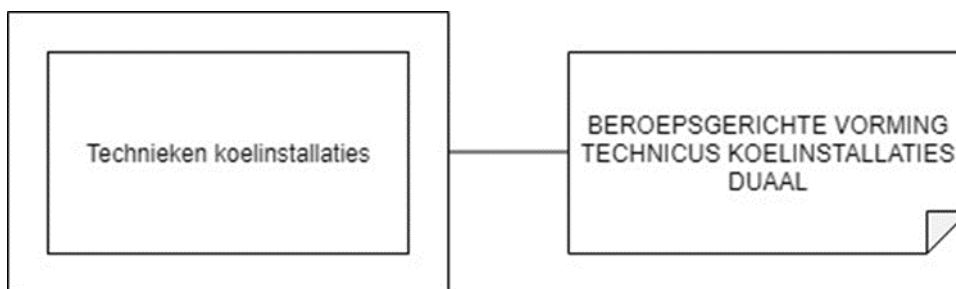 Technieken koelinstallaties
BEROEPSGERICHTE VORMING
TECHNICUS KOELINSTALLATIES
DUAAL